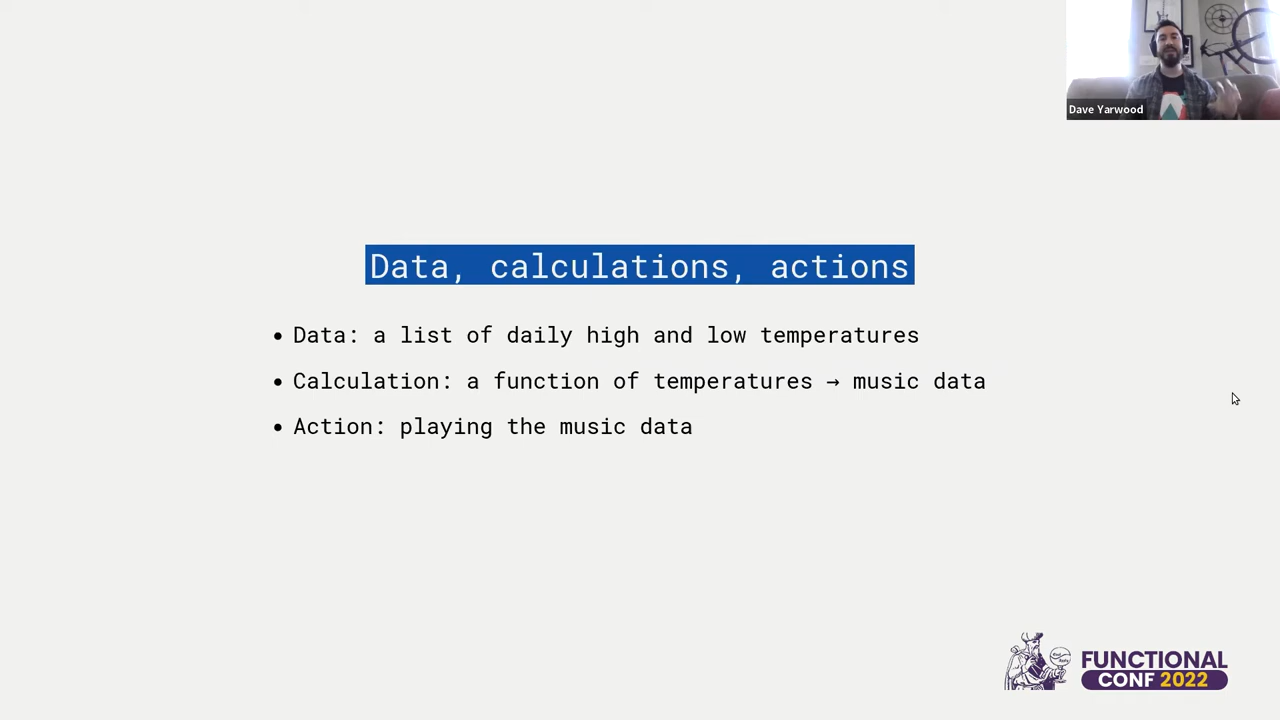 Dave Yarwood
Data, calculations, actions
• Data: a list of daily high and low temperatures
• Calculation: a function of temperatures → music data
• Action: playing the music data
FUNCTIONAL
CONF 2022